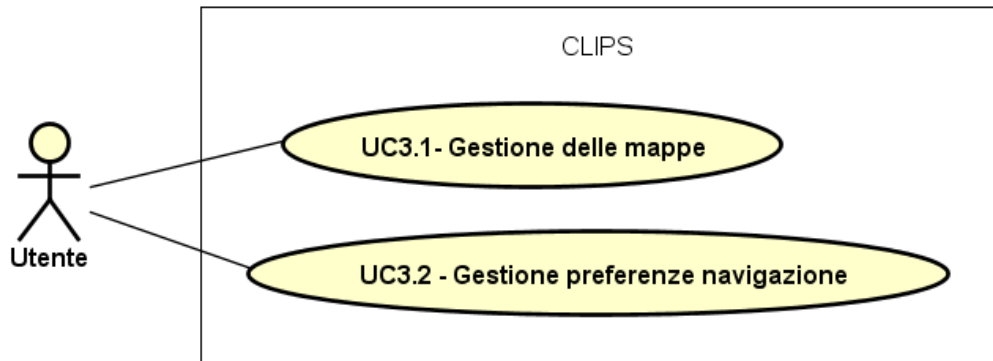 CLIPS
UC3.1- Gestione delle mappe
Utente
UC3.2 - Gestione preferenze navigazione